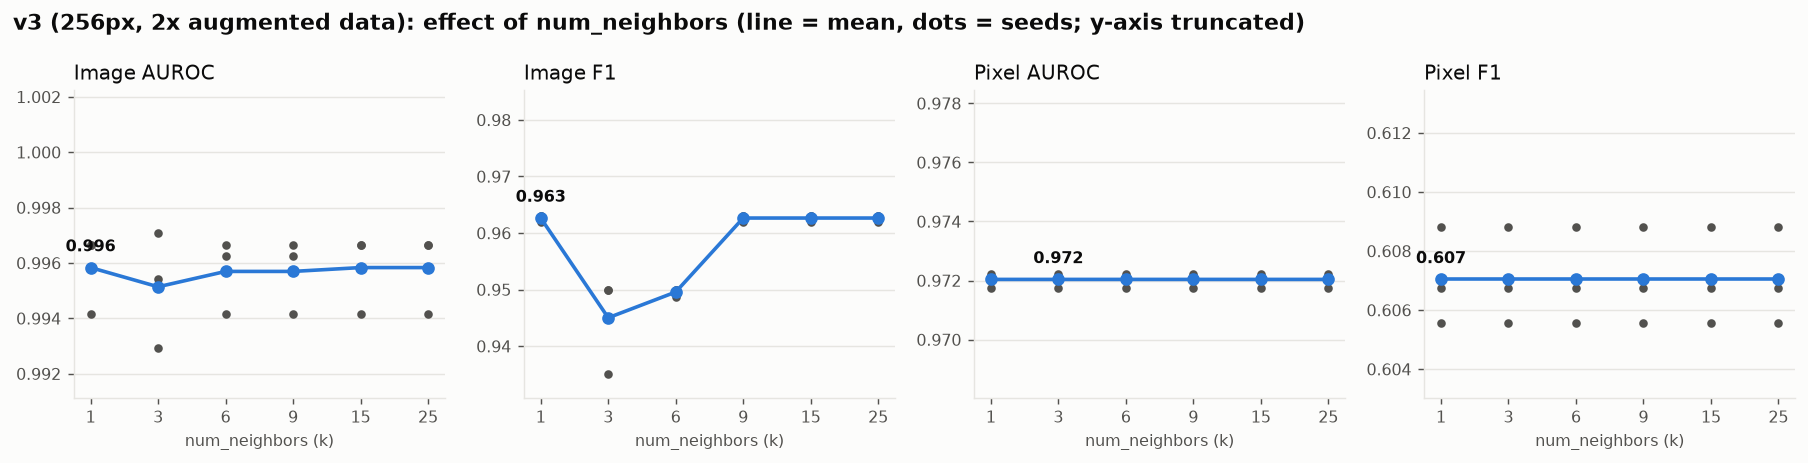 v3 (256px, 2x augmented data): effect of num_neighbors (line = mean, dots = seeds; y-axis truncated)
Image AUROC
1.002
1.000
0.998
0.996
0.994
0.992
0.996
1 3 6 9 15 25
num_neighbors (k)
Image F1
0.98
0.97
0.96
0.95
0.94
0.963
1 3 6 9 15 25
num_neighbors (k)
Pixel AUROC
0.978
0.976
0.974
0.972
0.970
0.972
1 3 6 9 15 25
num_neighbors (k)
Pixel F1
0.612
0.610
0.608
0.606
0.604
0.607
1 3 6 9 15 25
num_neighbors (k)